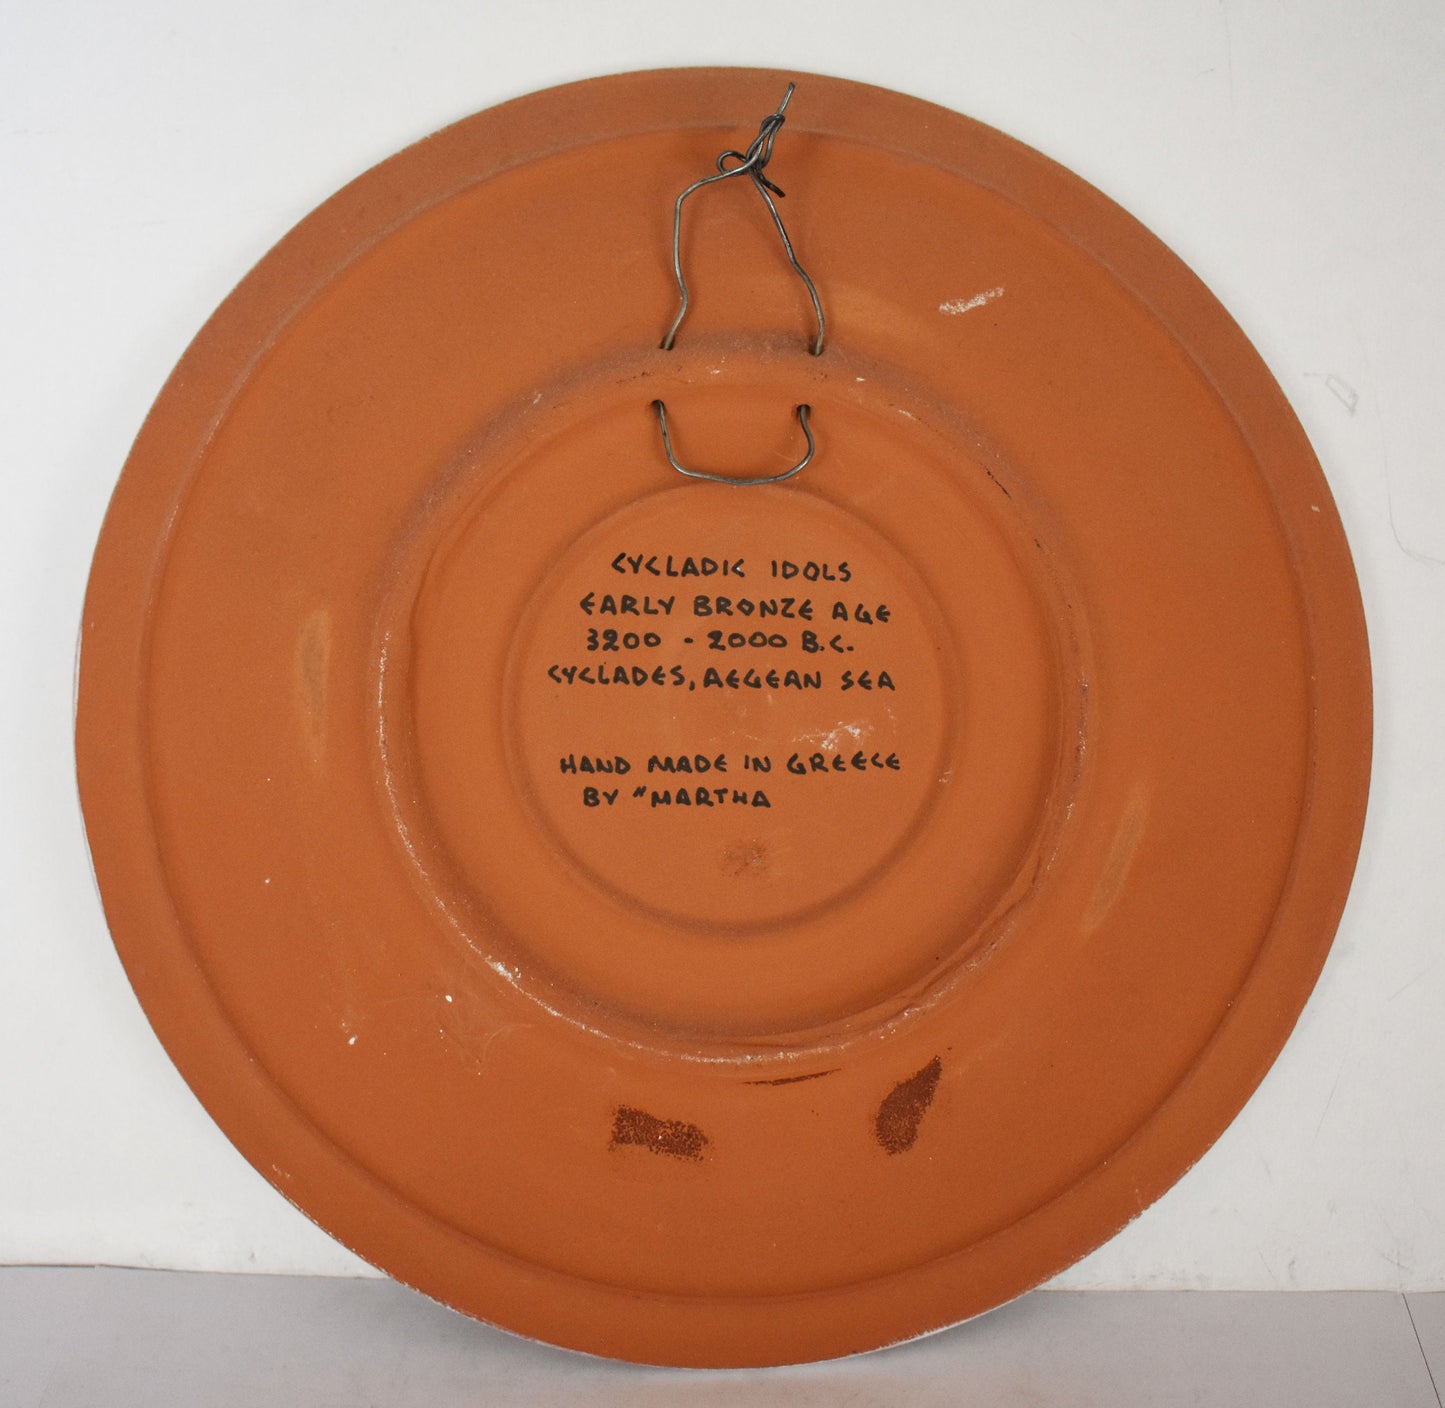 CYCLADIC IDOLS
EARLY BRONZE AGE
3200 - 2000 B.C.
CYCLADES, AEGEAN SEA
HAND MADE IN GREECE
BY "MARTHA